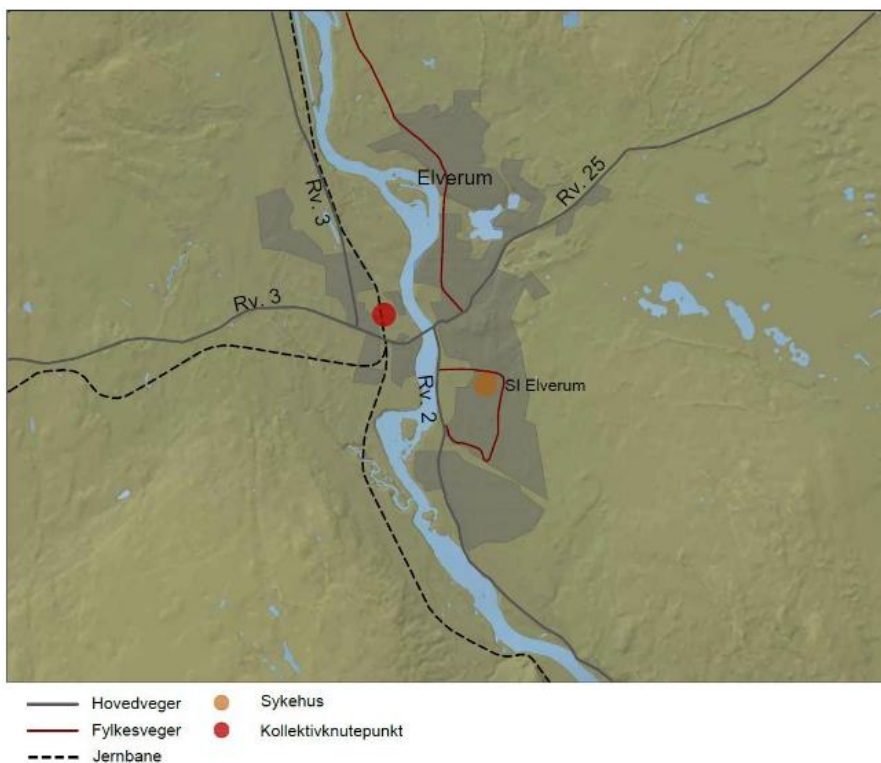 Elverum
Rv. 25
Rv. 3
Rv. 3
SI Elverum
Rv. 2
Hovedveger
Sykehus
Fylkesveger
Kollektivknutepunkt
Jernbane